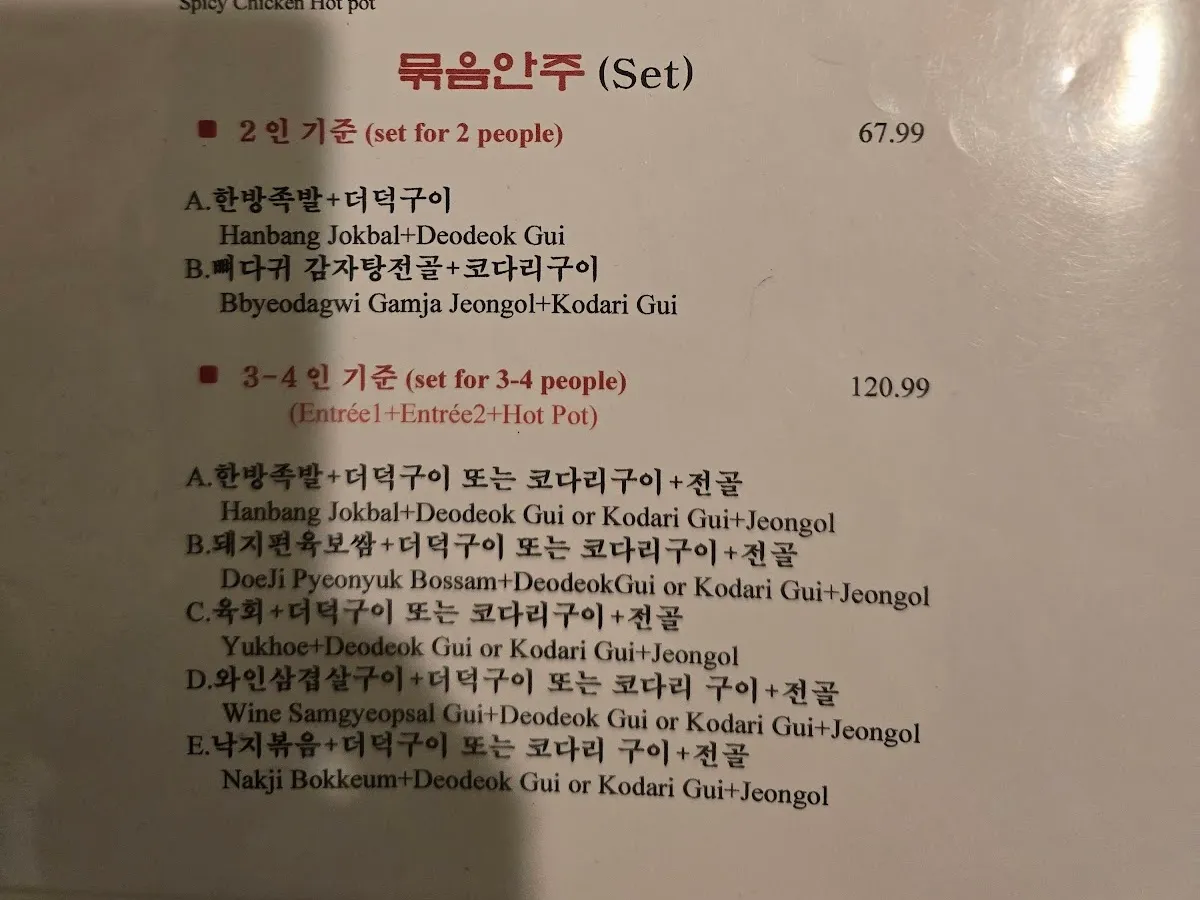 Spicy Chicken Hot pot
묶음안주 (Set)
■ 2인 기준 (set for 2 people) 67.99
A.한방족발+더덕구이
Hanbang Jokbal+Deodeok Gui
B.뼈다귀 감자탕전골+코다리구이
Bbyeodagwi Gamja Jeongol+Kodari Gui
■ 3-4인 기준 (set for 3-4 people) 120.99
(Entrée1+Entrée2+Hot Pot)
A.한방족발+더덕구이 또는 코다리구이+전골
Hanbang Jokbal+Deodeok Gui or Kodari Gui+Jeongol
B.돼지편육보쌈+더덕구이 또는 코다리구이+전골
DoeJi Pyeonyuk Bossam+DeodeokGui or Kodari Gui+Jeongol
C.육회+더덕구이 또는 코다리구이+전골
Yukhoe+Deodeok Gui or Kodari Gui+Jeongol
D.와인삼겹살구이+더덕구이 또는 코다리 구이+전골
Wine Samgyeopsal Gui+Deodeok Gui or Kodari Gui+Jeongol
E.낙지볶음+더덕구이 또는 코다리 구이+전골
Nakji Bokkeum+Deodeok Gui or Kodari Gui+Jeongol